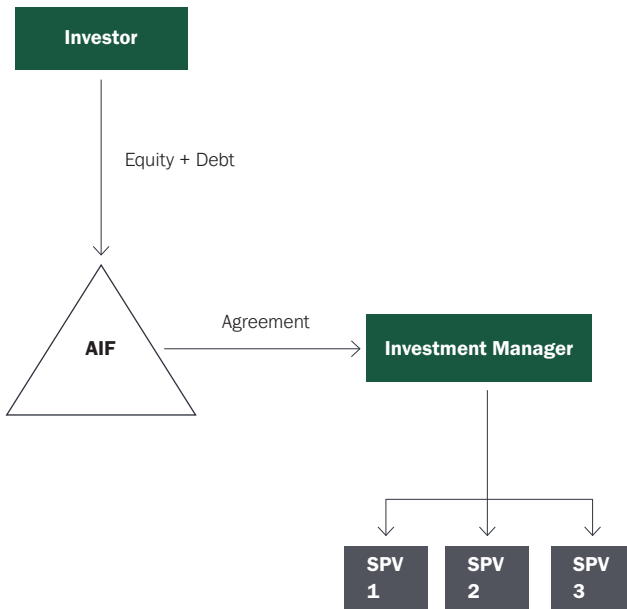 Investor
Equity + Debt
AIF
Agreement
Investment Manager
SPV
1
SPV
2
SPV
3